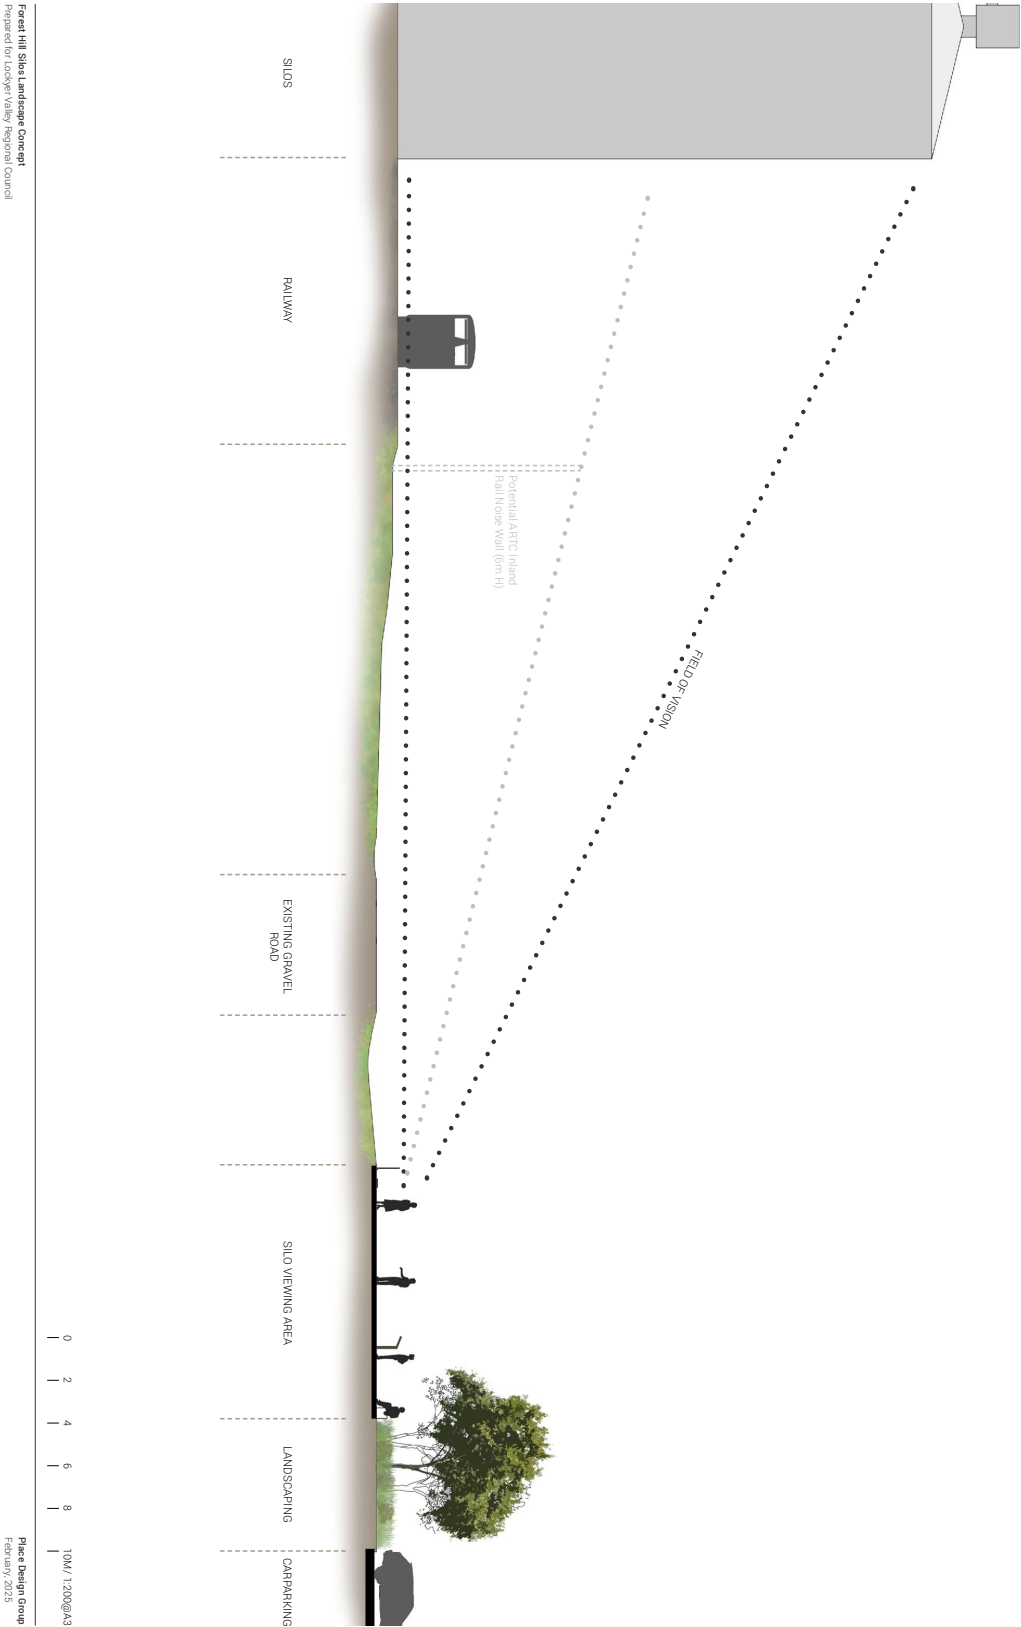 SILOS
RAILWAY
Potential ARTC Inland
Rail Noise Wall (6m H)
FIELD OF VISION
EXISTING GRAVEL
ROAD
SILO VIEWING AREA
LANDSCAPING
CARPARKING
0 2 4 6 8 10M / 1:200@A3
Forest Hill Silos Landscape Concept
Prepared for Lockyer Valley Regional Council
Place Design Group
February, 2025